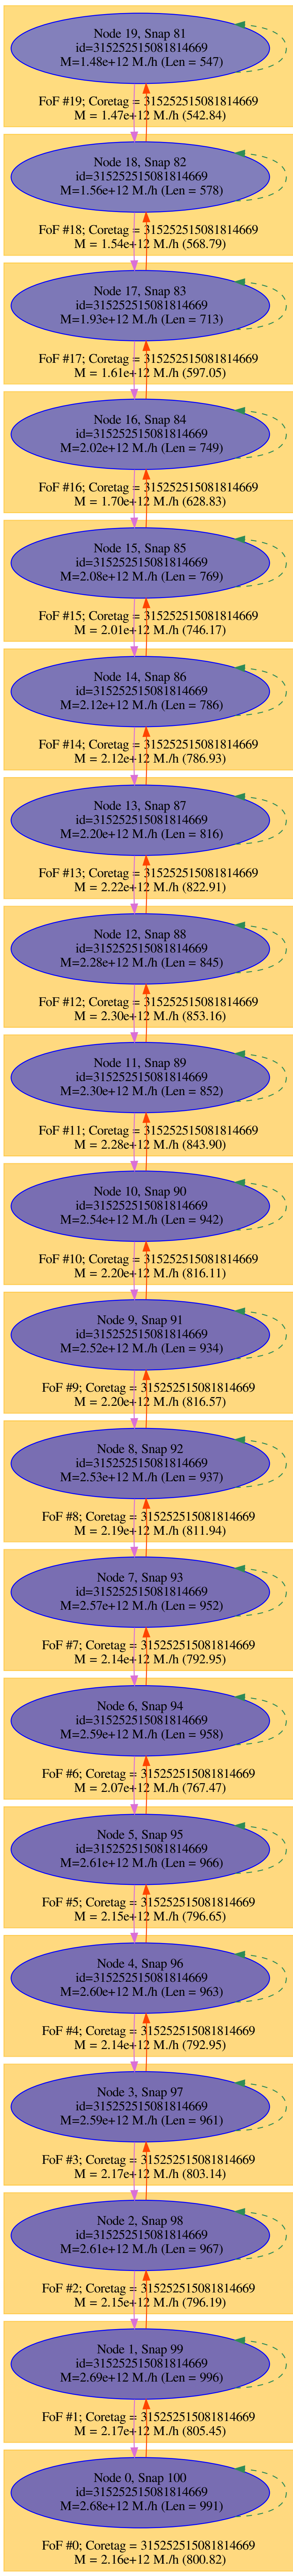 Node 19, Snap 81
id=315252515081814669
M=1.48e+12 M./h (Len = 547)
FoF #19; Coretag = 315252515081814669
M = 1.47e+12 M./h (542.84)
Node 18, Snap 82
id=315252515081814669
M=1.56e+12 M./h (Len = 578)
FoF #18; Coretag = 315252515081814669
M = 1.54e+12 M./h (568.79)
Node 17, Snap 83
id=315252515081814669
M=1.93e+12 M./h (Len = 713)
FoF #17; Coretag = 315252515081814669
M = 1.61e+12 M./h (597.05)
Node 16, Snap 84
id=315252515081814669
M=2.02e+12 M./h (Len = 749)
FoF #16; Coretag = 315252515081814669
M = 1.70e+12 M./h (628.83)
Node 15, Snap 85
id=315252515081814669
M=2.08e+12 M./h (Len = 769)
FoF #15; Coretag = 315252515081814669
M = 2.01e+12 M./h (746.17)
Node 14, Snap 86
id=315252515081814669
M=2.12e+12 M./h (Len = 786)
FoF #14; Coretag = 315252515081814669
M = 2.12e+12 M./h (786.93)
Node 13, Snap 87
id=315252515081814669
M=2.20e+12 M./h (Len = 816)
FoF #13; Coretag = 315252515081814669
M = 2.22e+12 M./h (822.91)
Node 12, Snap 88
id=315252515081814669
M=2.28e+12 M./h (Len = 845)
FoF #12; Coretag = 315252515081814669
M = 2.30e+12 M./h (853.16)
Node 11, Snap 89
id=315252515081814669
M=2.30e+12 M./h (Len = 852)
FoF #11; Coretag = 315252515081814669
M = 2.28e+12 M./h (843.90)
Node 10, Snap 90
id=315252515081814669
M=2.54e+12 M./h (Len = 942)
FoF #10; Coretag = 315252515081814669
M = 2.20e+12 M./h (816.11)
Node 9, Snap 91
id=315252515081814669
M=2.52e+12 M./h (Len = 934)
FoF #9; Coretag = 315252515081814669
M = 2.20e+12 M./h (816.57)
Node 8, Snap 92
id=315252515081814669
M=2.53e+12 M./h (Len = 937)
FoF #8; Coretag = 315252515081814669
M = 2.19e+12 M./h (811.94)
Node 7, Snap 93
id=315252515081814669
M=2.57e+12 M./h (Len = 952)
FoF #7; Coretag = 315252515081814669
M = 2.14e+12 M./h (792.95)
Node 6, Snap 94
id=315252515081814669
M=2.59e+12 M./h (Len = 958)
FoF #6; Coretag = 315252515081814669
M = 2.07e+12 M./h (767.47)
Node 5, Snap 95
id=315252515081814669
M=2.61e+12 M./h (Len = 966)
FoF #5; Coretag = 315252515081814669
M = 2.15e+12 M./h (796.65)
Node 4, Snap 96
id=315252515081814669
M=2.60e+12 M./h (Len = 963)
FoF #4; Coretag = 315252515081814669
M = 2.14e+12 M./h (792.95)
Node 3, Snap 97
id=315252515081814669
M=2.59e+12 M./h (Len = 961)
FoF #3; Coretag = 315252515081814669
M = 2.17e+12 M./h (803.14)
Node 2, Snap 98
id=315252515081814669
M=2.61e+12 M./h (Len = 967)
FoF #2; Coretag = 315252515081814669
M = 2.15e+12 M./h (796.19)
Node 1, Snap 99
id=315252515081814669
M=2.69e+12 M./h (Len = 996)
FoF #1; Coretag = 315252515081814669
M = 2.17e+12 M./h (805.45)
Node 0, Snap 100
id=315252515081814669
M=2.68e+12 M./h (Len = 991)
FoF #0; Coretag = 315252515081814669
M = 2.16e+12 M./h (800.82)